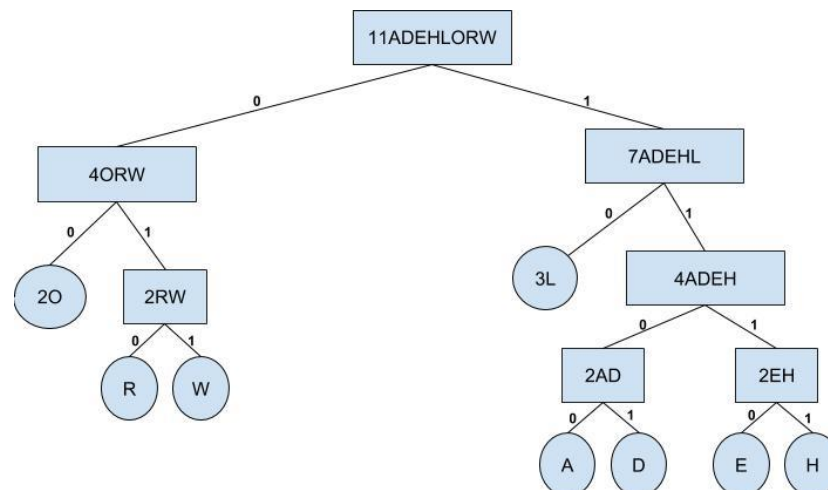 11ADEHLORW
0 1
4ORW 7ADEHL
0 1 0 1
2O 2RW 3L 4ADEH
0 1 0 1
R W 2AD 2EH
0 1 0 1
A D E H